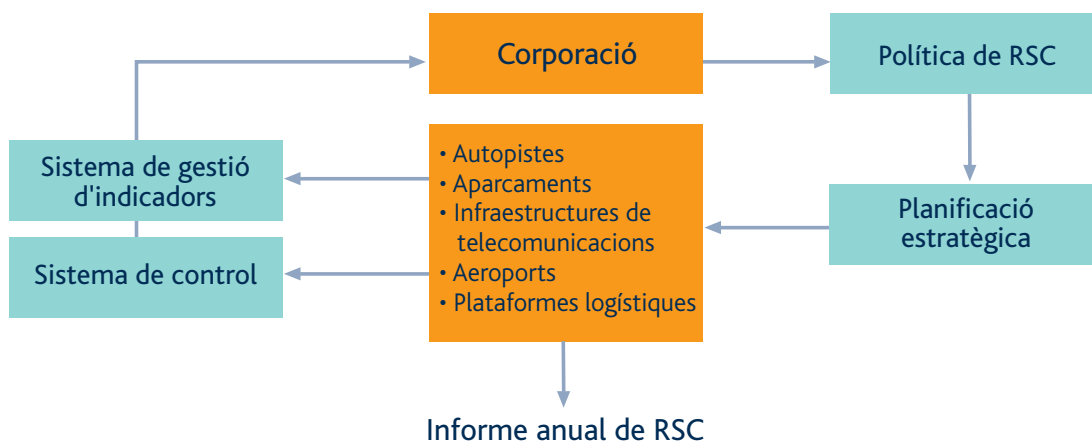 Corporació
Política de RSC
Sistema de gestió
d'indicadors
Sistema de control
• Autopistes
• Aparcaments
• Infraestructures de
telecomunicacions
• Aeroports
• Plataformes logístiques
Planificació
estratègica
Informe anual de RSC